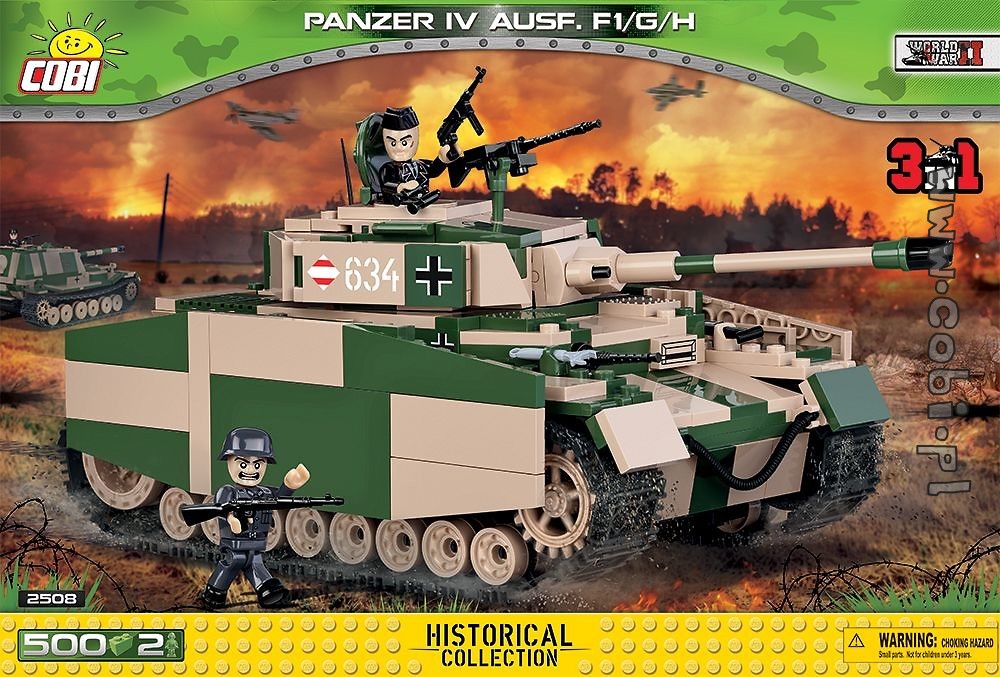 PANZER IV AUSF. F1/G/H
COBI
WORLD WAR II
3 in 1
634
www.cobi.pl
2508
500 2
HISTORICAL
COLLECTION
WARNING: CHOKING HAZARD
Small parts. Not for children under 3 years.